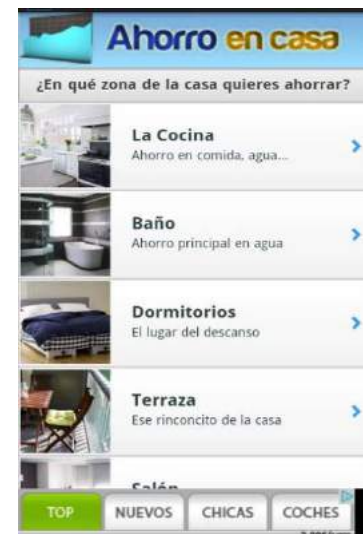 Ahorro en casa
¿En qué zona de la casa quieres ahorrar?
La Cocina
Ahorro en comida, agua...
Baño
Ahorro principal en agua
Dormitorios
El lugar del descanso
Terraza
Ese rinconcito de la casa
Salón
TOP
NUEVOS
CHICAS
COCHES